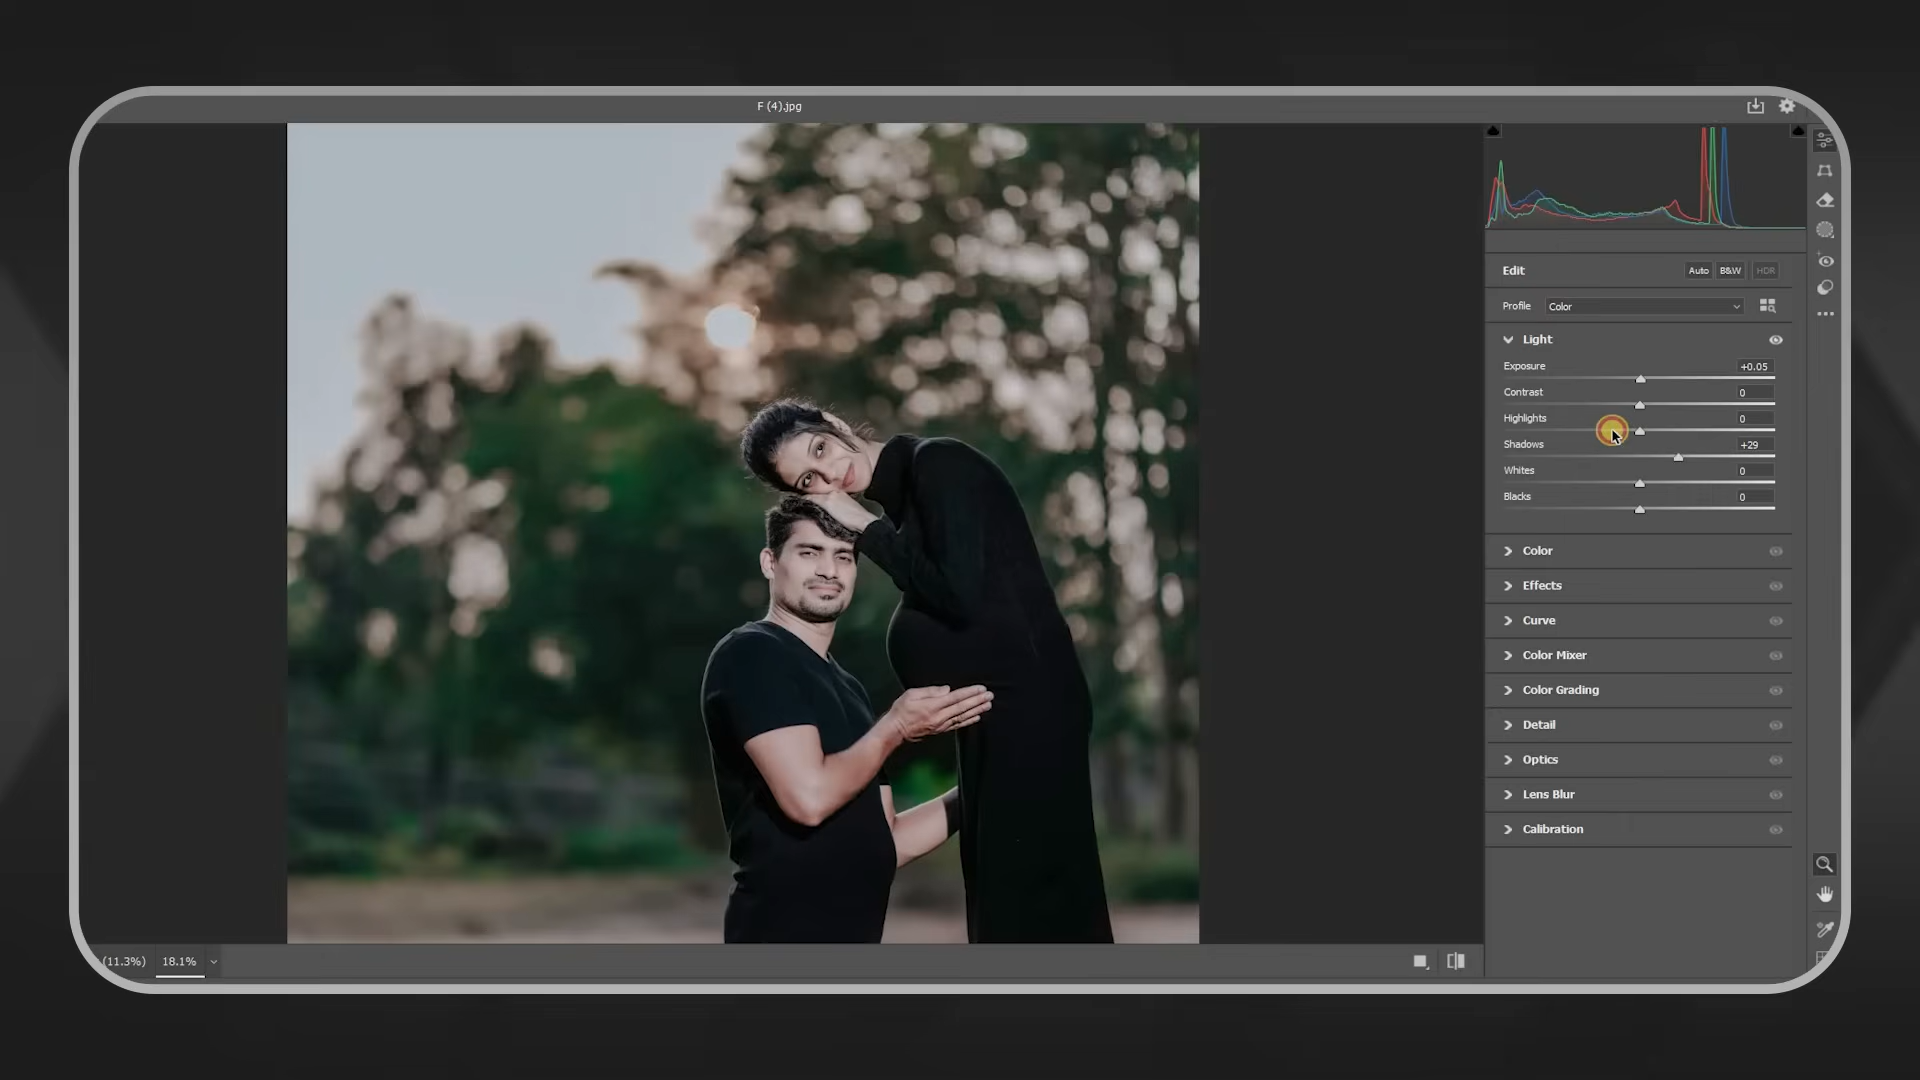 F (4).jpg
Edit Auto B&W HDR
Profile Color
Light
Exposure +0.05
Contrast 0
Highlights 0
Shadows +29
Whites 0
Blacks 0
Color
Effects
Curve
Color Mixer
Color Grading
Detail
Optics
Lens Blur
Calibration
(11.3%) 18.1%